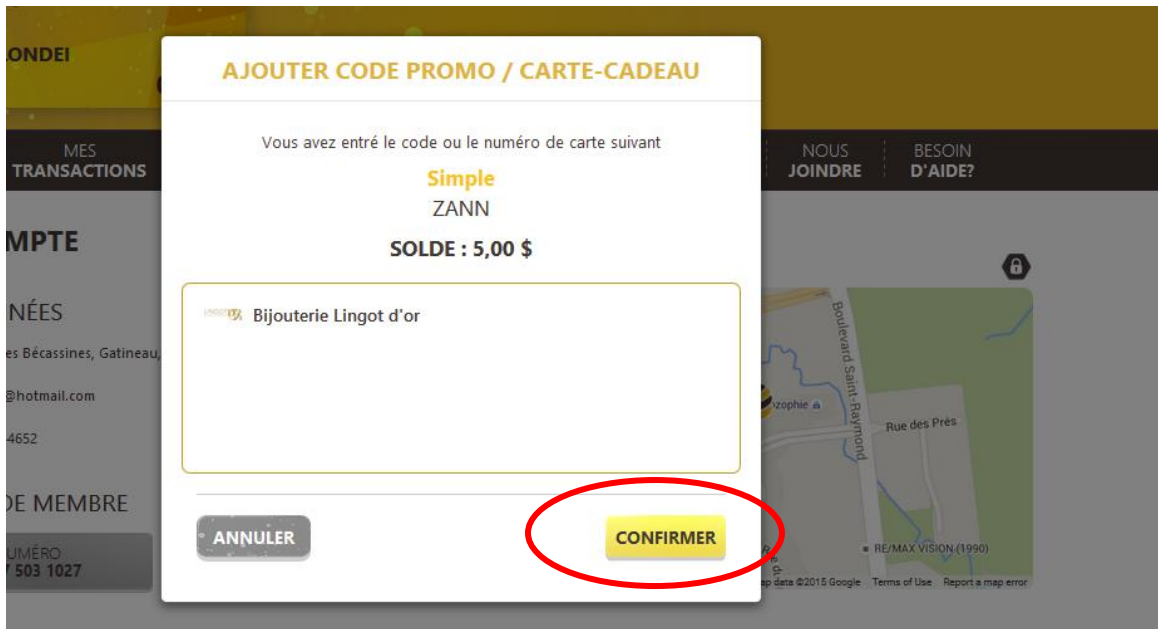 ONDEI
AJOUTER CODE PROMO / CARTE-CADEAU
Vous avez entré le code ou le numéro de carte suivant
Simple
ZANN
SOLDE : 5,00 $
Bijouterie Lingot d'or
ANNULER
CONFIRMER
MES
TRANSACTIONS
NOUS
JOINDRE
BESOIN
D'AIDE?
MPTE
NÉES
es Bécassines, Gatineau,
@hotmail.com
4652
DE MEMBRE
UMÉRO
7 503 1027
Boulevard Saint-Raymond
zophie
Rue des Prés
Rue du
RE/MAX VISION (1990)
ap data ©2015 Google Terms of Use Report a map error